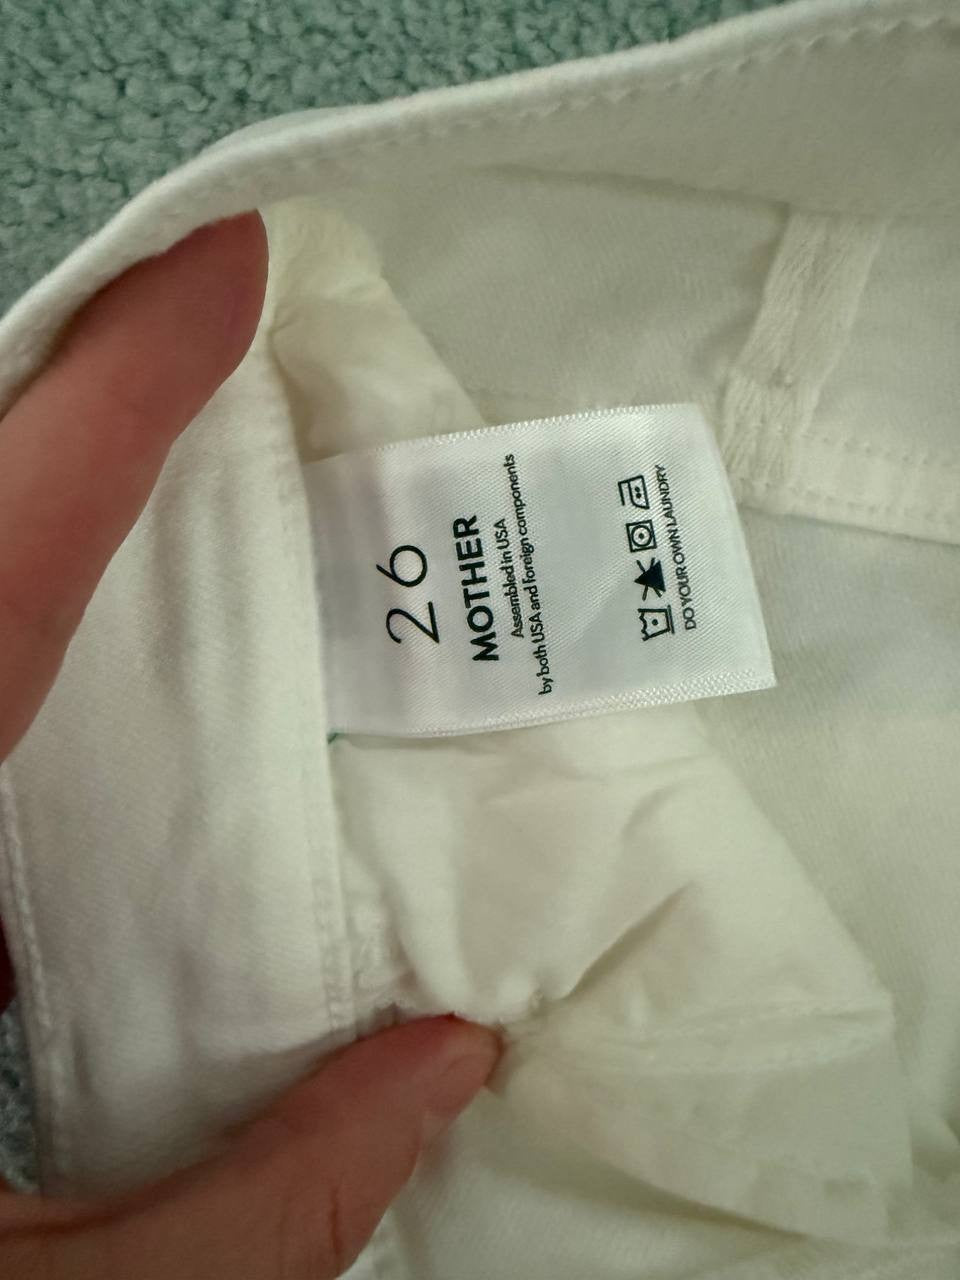 26
MOTHER
Assembled in USA
by both USA and foreign components
DO YOUR OWN LAUNDRY